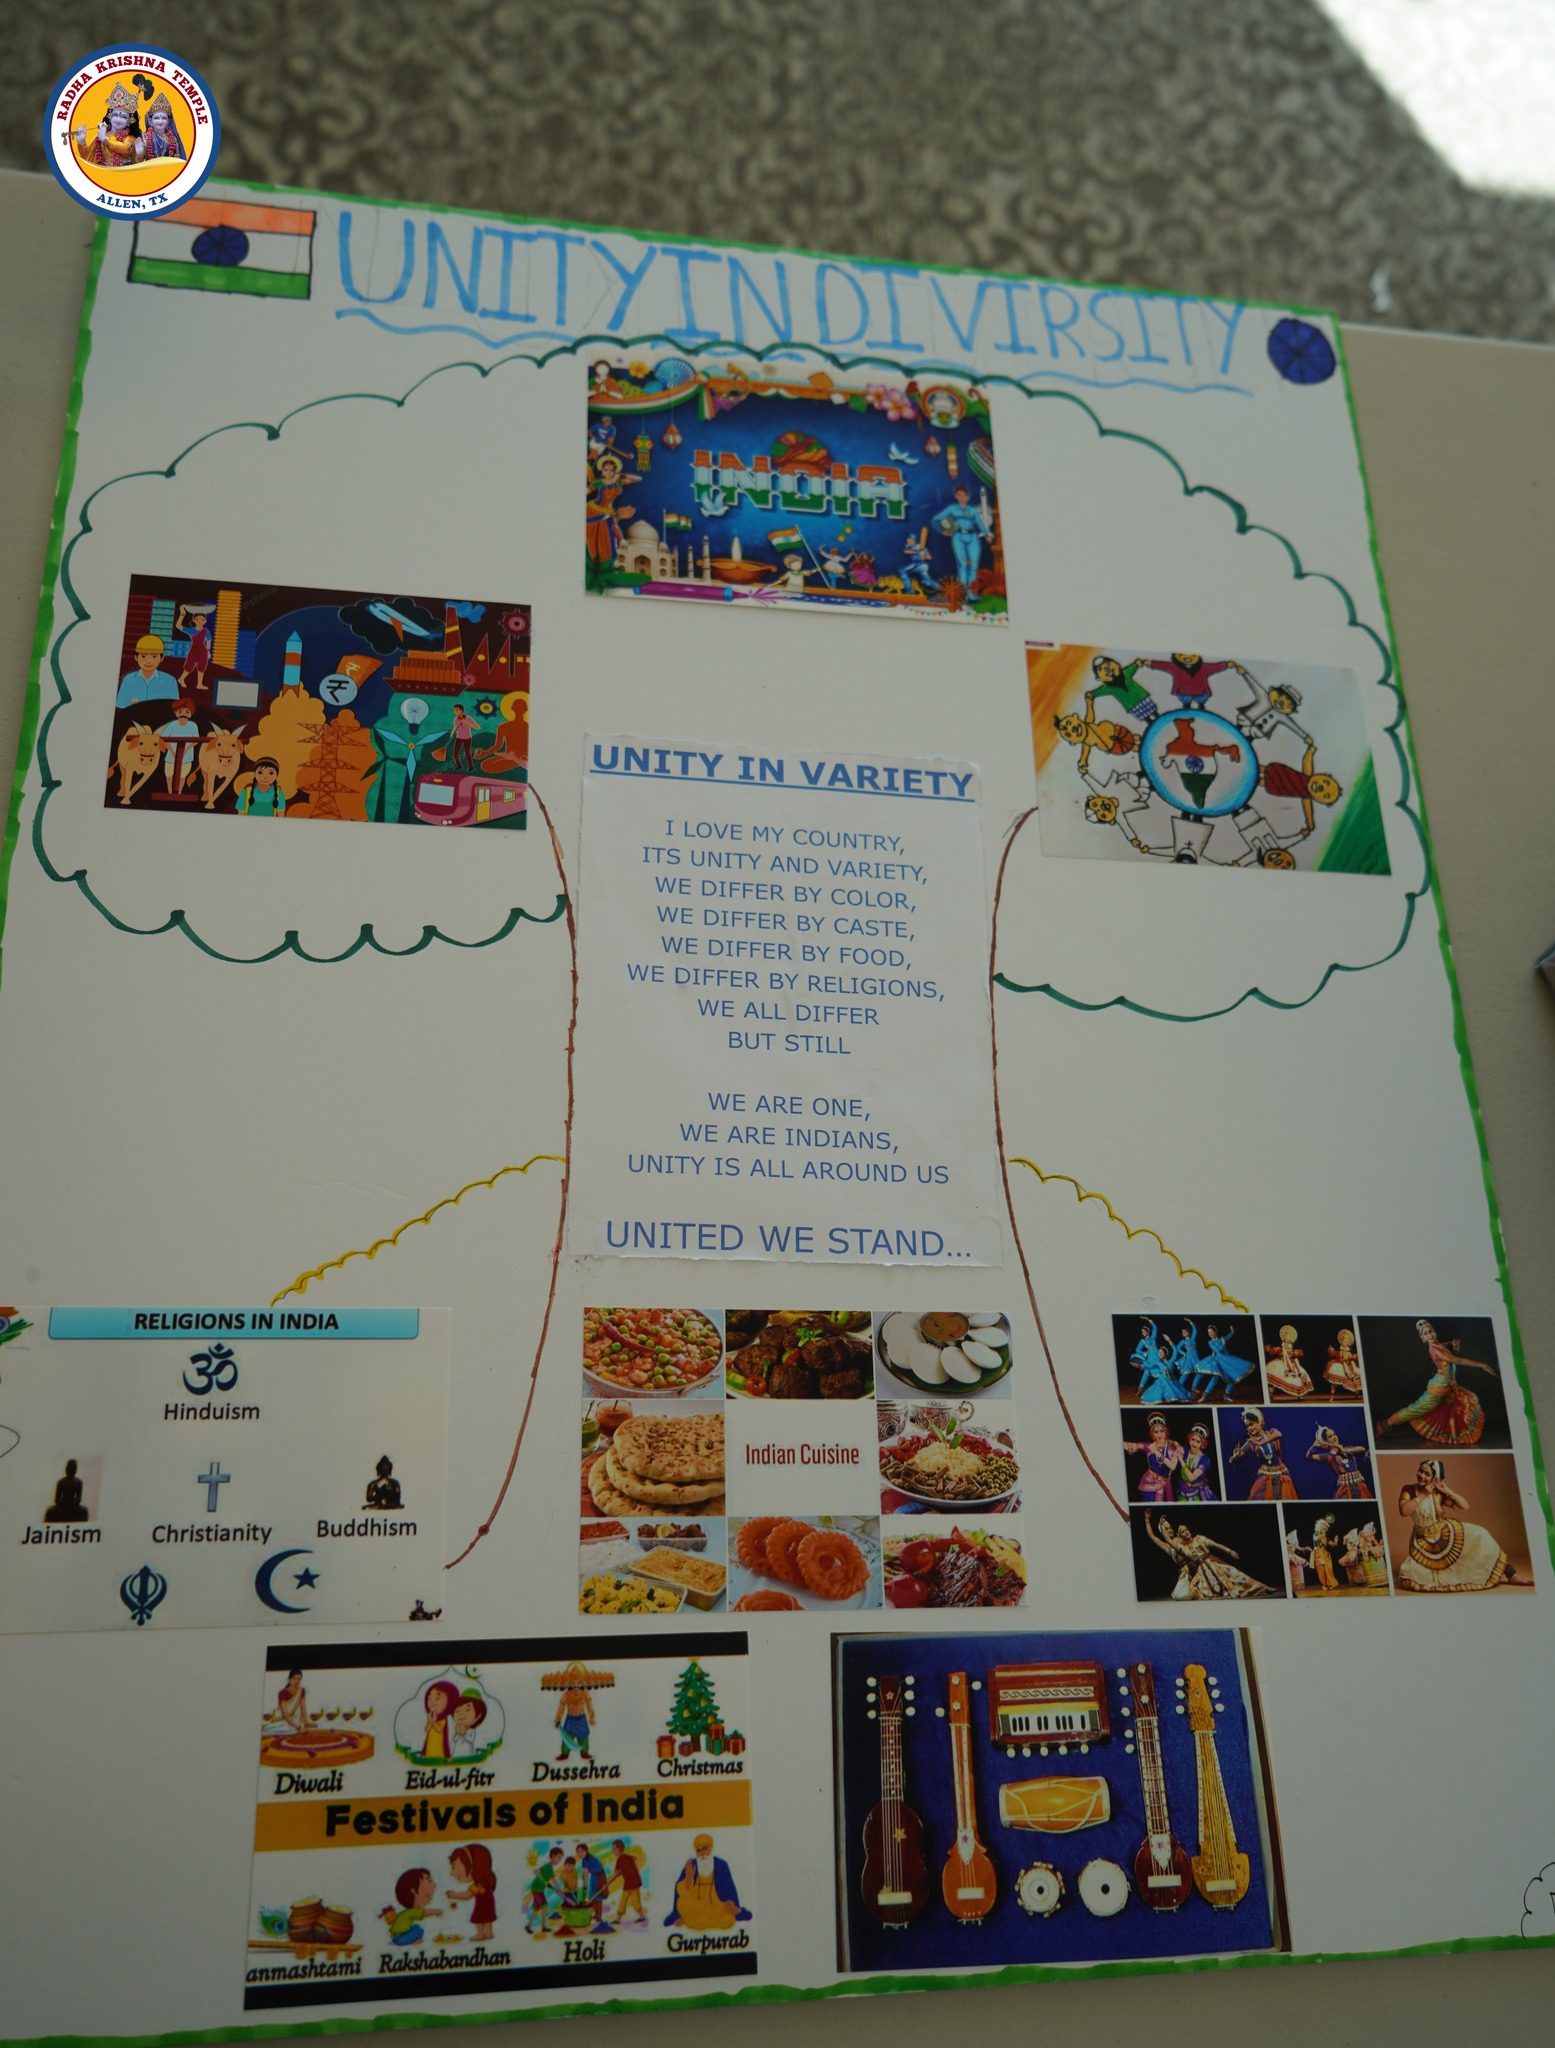 RADHA KRISHNA TEMPLE
ALLEN, TX
UNITY IN DIVIRSITY
INDIA
UNITY IN VARIETY
I LOVE MY COUNTRY,
ITS UNITY AND VARIETY,
WE DIFFER BY COLOR,
WE DIFFER BY CASTE,
WE DIFFER BY FOOD,
WE DIFFER BY RELIGIONS,
WE ALL DIFFER
BUT STILL
WE ARE ONE,
WE ARE INDIANS,
UNITY IS ALL AROUND US
UNITED WE STAND...
RELIGIONS IN INDIA
ॐ
Hinduism
Jainism
Christianity
Buddhism
Indian Cuisine
Diwali
Eid-ul-fitr
Dussehra
Christmas
Festivals of India
anmashtami
Rakshabandhan
Holi
Gurpurab